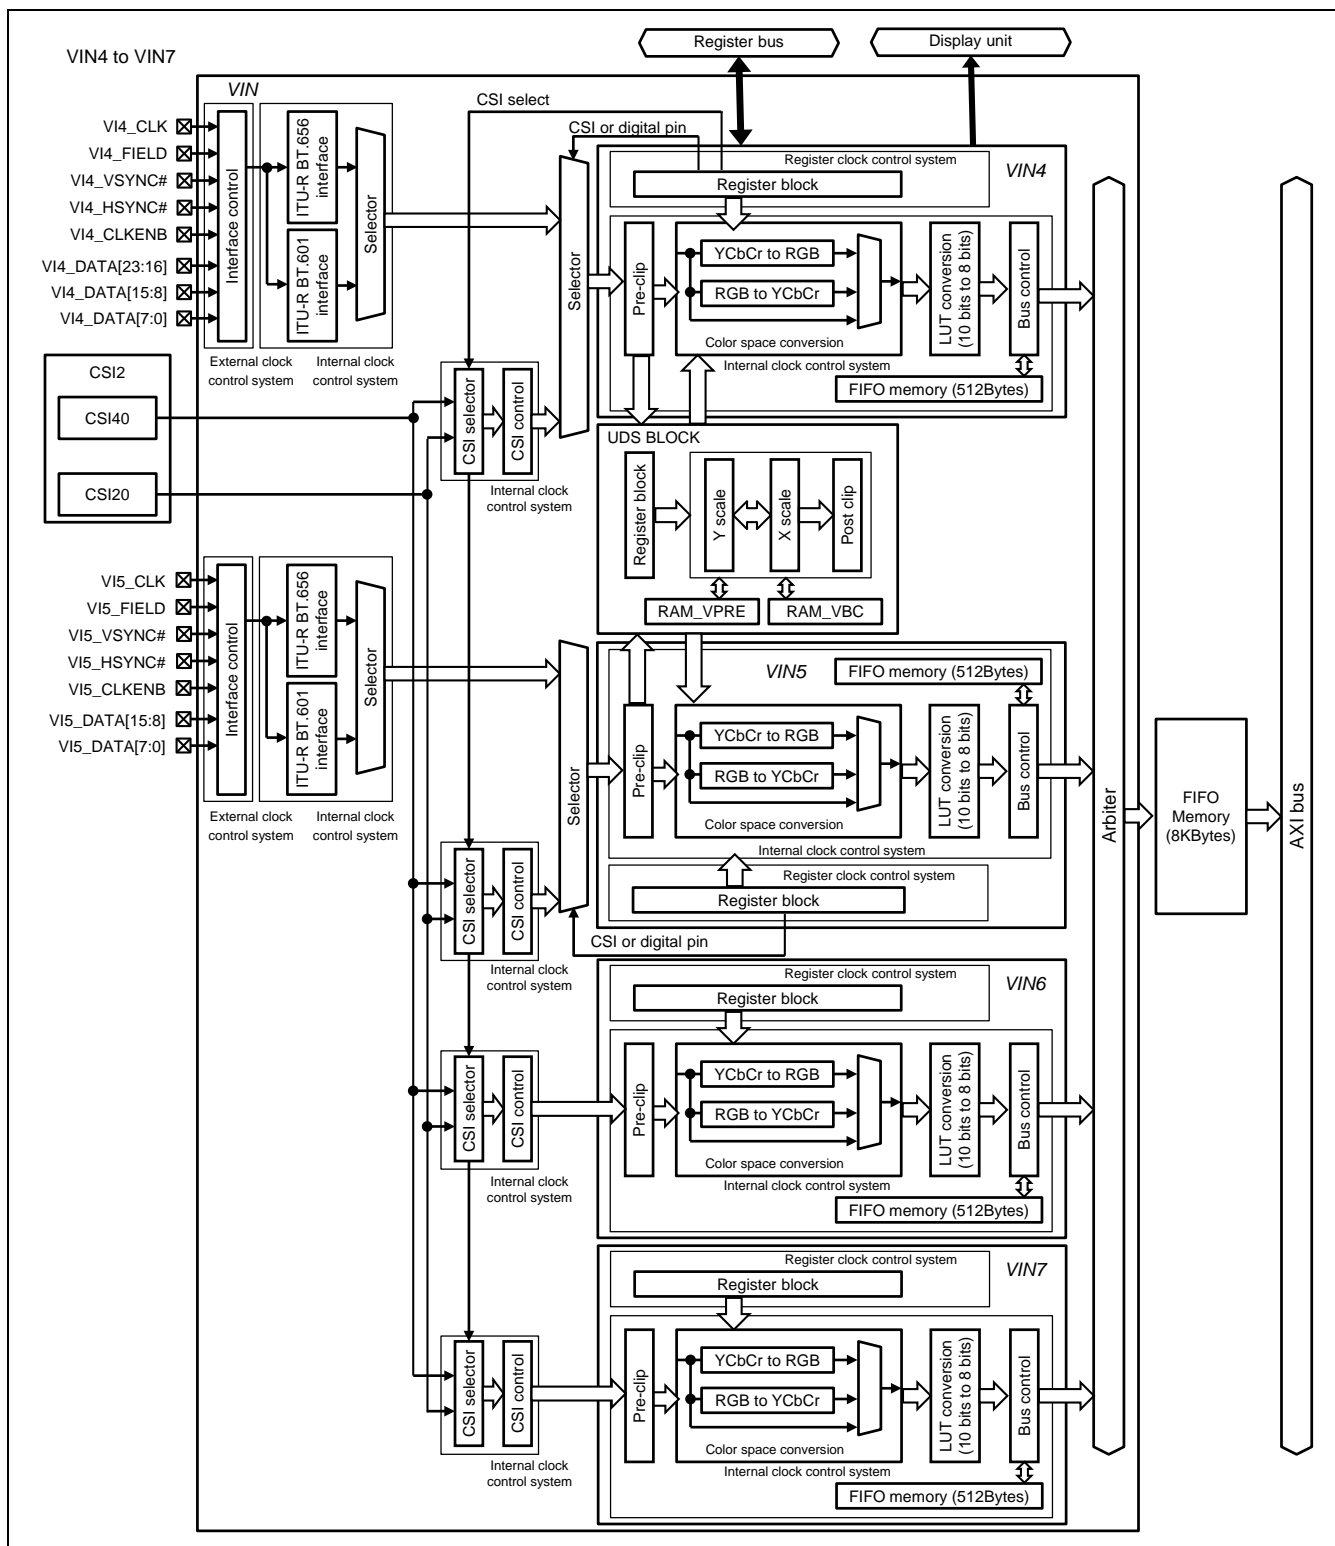 Register bus
Display unit
VIN4 to VIN7
VIN
CSI select
CSI or digital pin
VI4_CLK
VI4_FIELD
VI4_VSYNC#
VI4_HSYNC#
VI4_CLKENB
VI4_DATA[23:16]
VI4_DATA[15:8]
VI4_DATA[7:0]
Interface control
ITU-R BT.656
interface
ITU-R BT.601
interface
Selector
External clock
control system
Internal clock
control system
Selector
Register clock control system
VIN4
Register block
Pre-clip
YCbCr to RGB
RGB to YCbCr
Color space conversion
Internal clock control system
LUT conversion
(10 bits to 8 bits)
Bus control
FIFO memory (512Bytes)
CSI2
CSI40
CSI20
CSI selector
CSI control
Internal clock
control system
UDS BLOCK
Register block
Y scale
X scale
Post clip
RAM_VPRE
RAM_VBC
VI5_CLK
VI5_FIELD
VI5_VSYNC#
VI5_HSYNC#
VI5_CLKENB
VI5_DATA[15:8]
VI5_DATA[7:0]
Interface control
ITU-R BT.656
interface
ITU-R BT.601
interface
Selector
External clock
control system
Internal clock
control system
Selector
VIN5
FIFO memory (512Bytes)
Pre-clip
YCbCr to RGB
RGB to YCbCr
Color space conversion
Internal clock control system
LUT conversion
(10 bits to 8 bits)
Bus control
Register clock control system
Register block
CSI or digital pin
CSI selector
CSI control
Internal clock
control system
Arbiter
FIFO
Memory
(8KBytes)
AXI bus
Register clock control system
VIN6
Register block
CSI selector
CSI control
Internal clock
control system
Pre-clip
YCbCr to RGB
RGB to YCbCr
Color space conversion
Internal clock control system
LUT conversion
(10 bits to 8 bits)
Bus control
FIFO memory (512Bytes)
Register clock control system
VIN7
Register block
CSI selector
CSI control
Internal clock
control system
Pre-clip
YCbCr to RGB
RGB to YCbCr
Color space conversion
Internal clock control system
LUT conversion
(10 bits to 8 bits)
Bus control
FIFO memory (512Bytes)